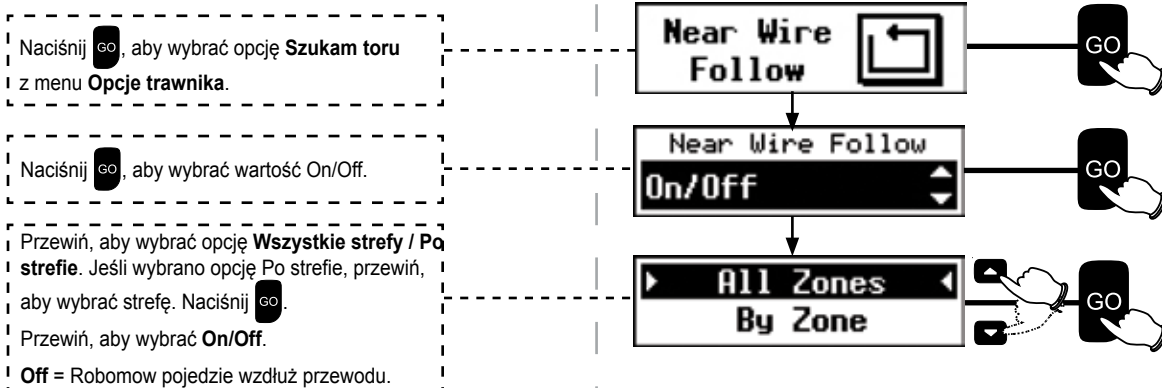 Naciśnij GO, aby wybrać opcję Szukam toru
z menu Opcje trawnika.
Near Wire
Follow
GO
Naciśnij GO, aby wybrać wartość On/Off.
Near Wire Follow
On/Off
GO
Przewiń, aby wybrać opcję Wszystkie strefy / Po
strefie. Jeśli wybrano opcję Po strefie, przewiń,
aby wybrać strefę. Naciśnij GO.
Przewiń, aby wybrać On/Off.
Off = Robomow pojedzie wzdłuż przewodu.
All Zones
By Zone
GO